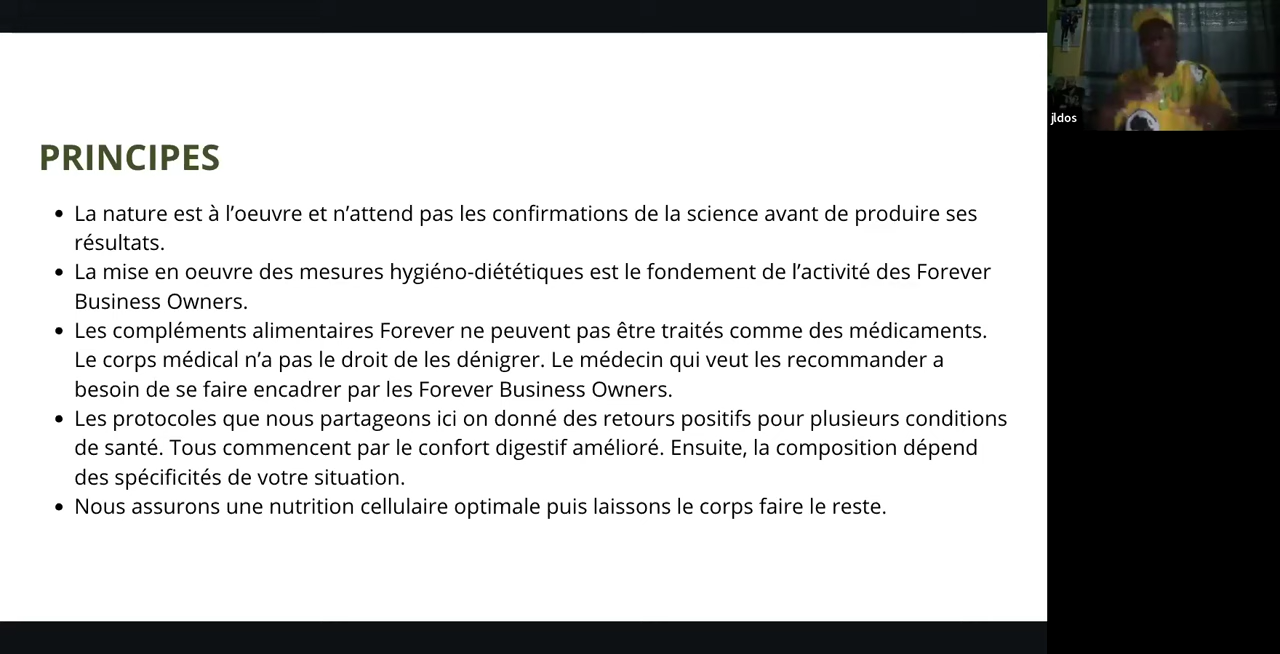 PRINCIPES
• La nature est à l’oeuvre et n’attend pas les confirmations de la science avant de produire ses
résultats.
• La mise en oeuvre des mesures hygiéno-diététiques est le fondement de l’activité des Forever
Business Owners.
• Les compléments alimentaires Forever ne peuvent pas être traités comme des médicaments.
Le corps médical n’a pas le droit de les dénigrer. Le médecin qui veut les recommander a
besoin de se faire encadrer par les Forever Business Owners.
• Les protocoles que nous partageons ici on donné des retours positifs pour plusieurs conditions
de santé. Tous commencent par le confort digestif amélioré. Ensuite, la composition dépend
des spécificités de votre situation.
• Nous assurons une nutrition cellulaire optimale puis laissons le corps faire le reste.
jldos